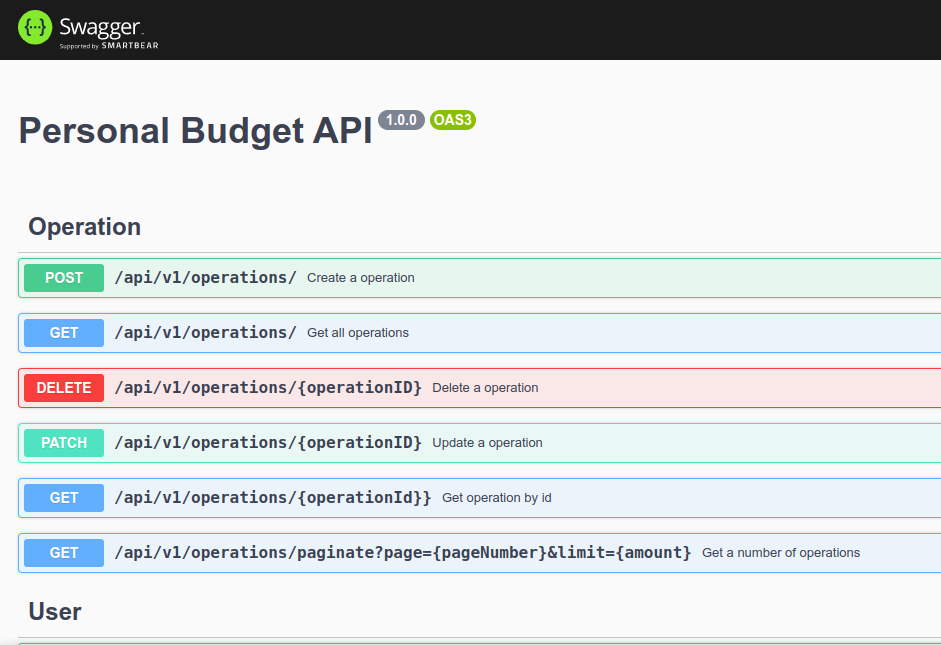 {···} Swagger
Supported by SMARTBEAR
Personal Budget API 1.0.0 OAS3
Operation
POST /api/v1/operations/ Create a operation
GET /api/v1/operations/ Get all operations
DELETE /api/v1/operations/{operationID} Delete a operation
PATCH /api/v1/operations/{operationID} Update a operation
GET /api/v1/operations/{operationId}} Get operation by id
GET /api/v1/operations/paginate?page={pageNumber}&limit={amount} Get a number of operations
User